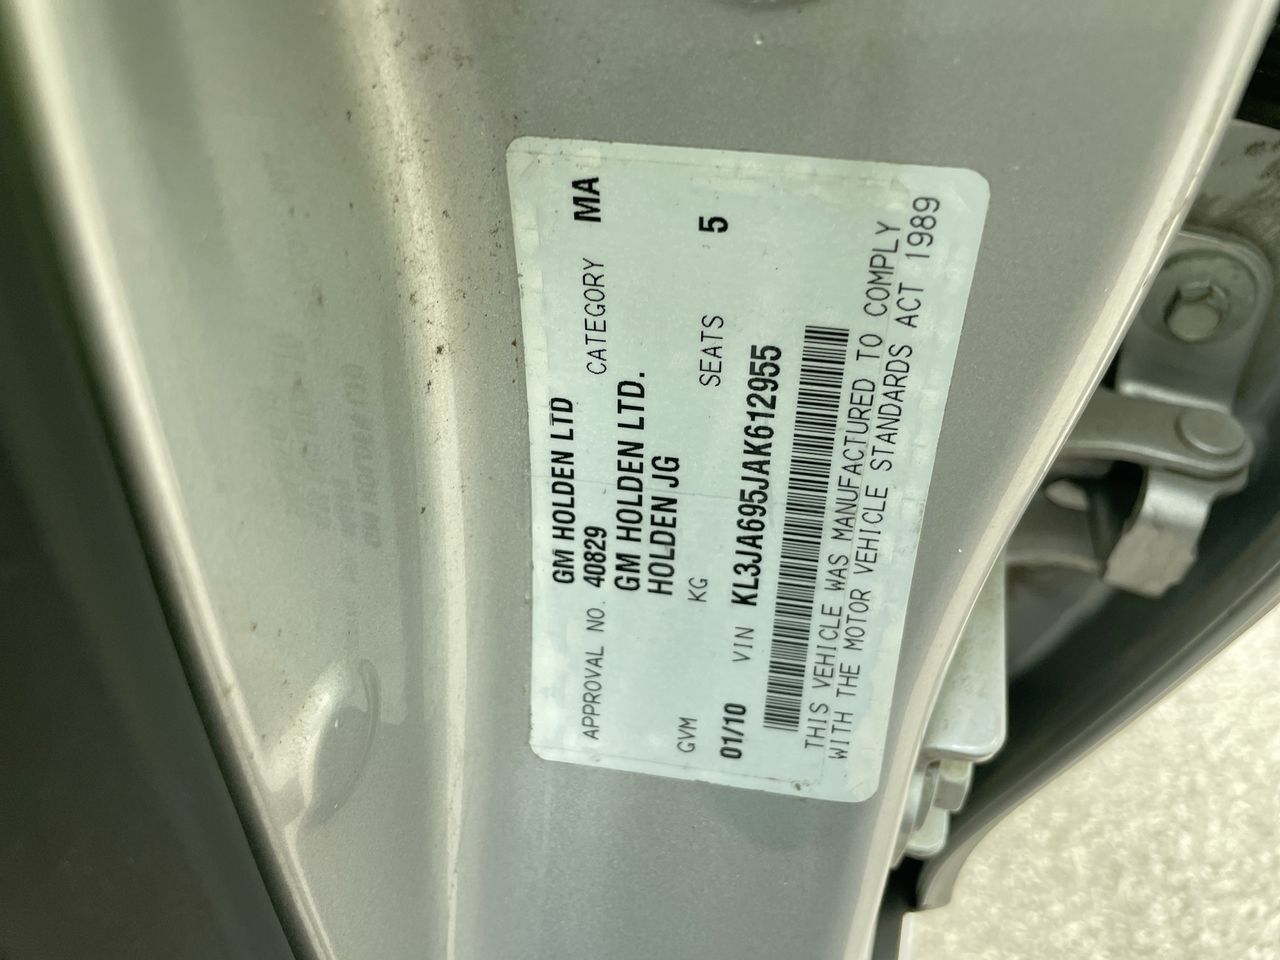 GM HOLDEN LTD
APPROVAL NO. 40829 CATEGORY MA
GM HOLDEN LTD.
HOLDEN JG
GVM KG SEATS 5
01/10 VIN KL3JA695JAK612955
THIS VEHICLE WAS MANUFACTURED TO COMPLY
WITH THE MOTOR VEHICLE STANDARDS ACT 1989